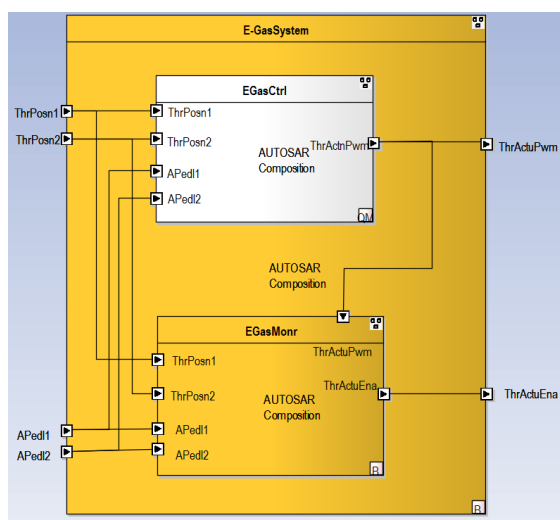 E-GasSystem
EGasCtrl
ThrPosn1
ThrPosn1
ThrPosn2
ThrPosn2
ThrActnPwm
ThrActuPwm
AUTOSAR
Composition
APedl1
APedl2
QM
AUTOSAR
Composition
EGasMonr
ThrActuPwm
ThrPosn1
ThrActuEna
ThrActuEna
ThrPosn2
AUTOSAR
Composition
APedl1
APedl1
APedl2
APedl2
B
B